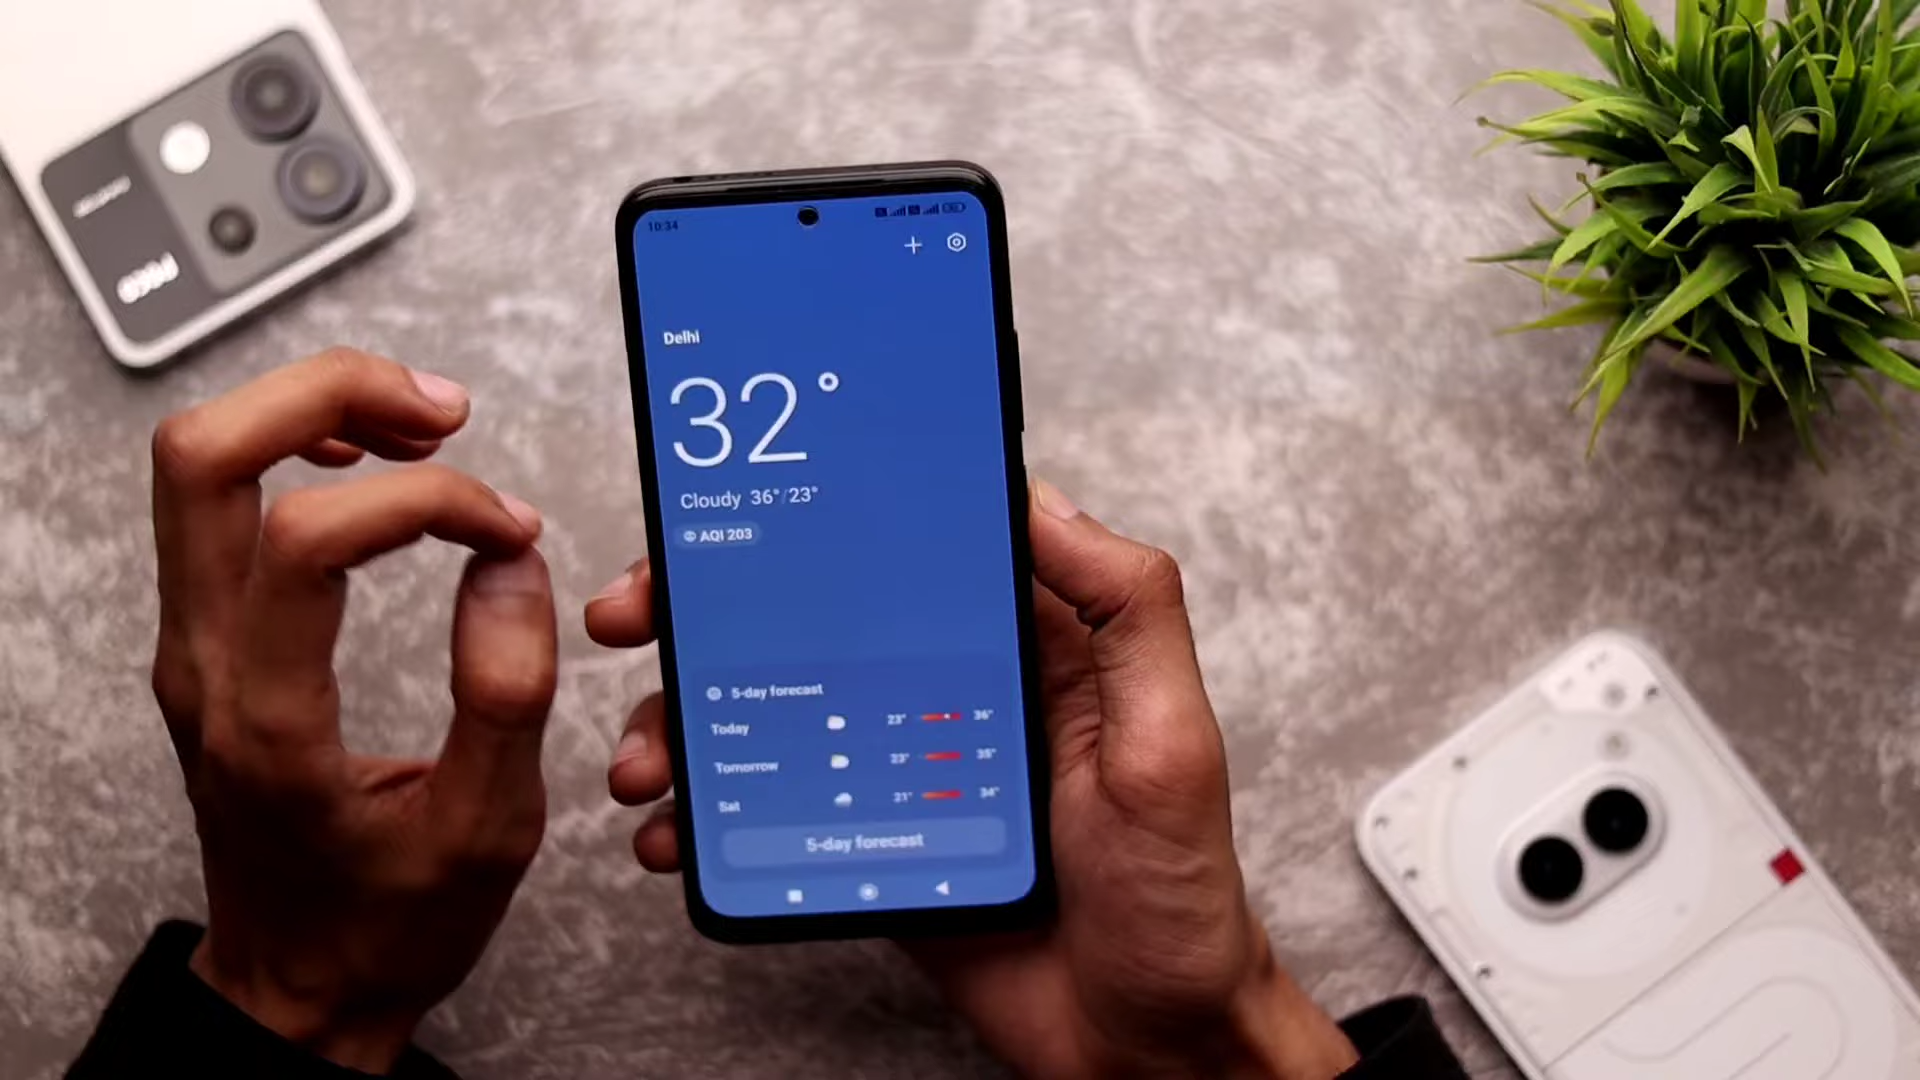 POCO
10:34
Delhi
32°
Cloudy 36° / 23°
AQI 203
5-day forecast
Today 23° 36°
Tomorrow 23° 35°
Sat 21° 34°
5-day forecast